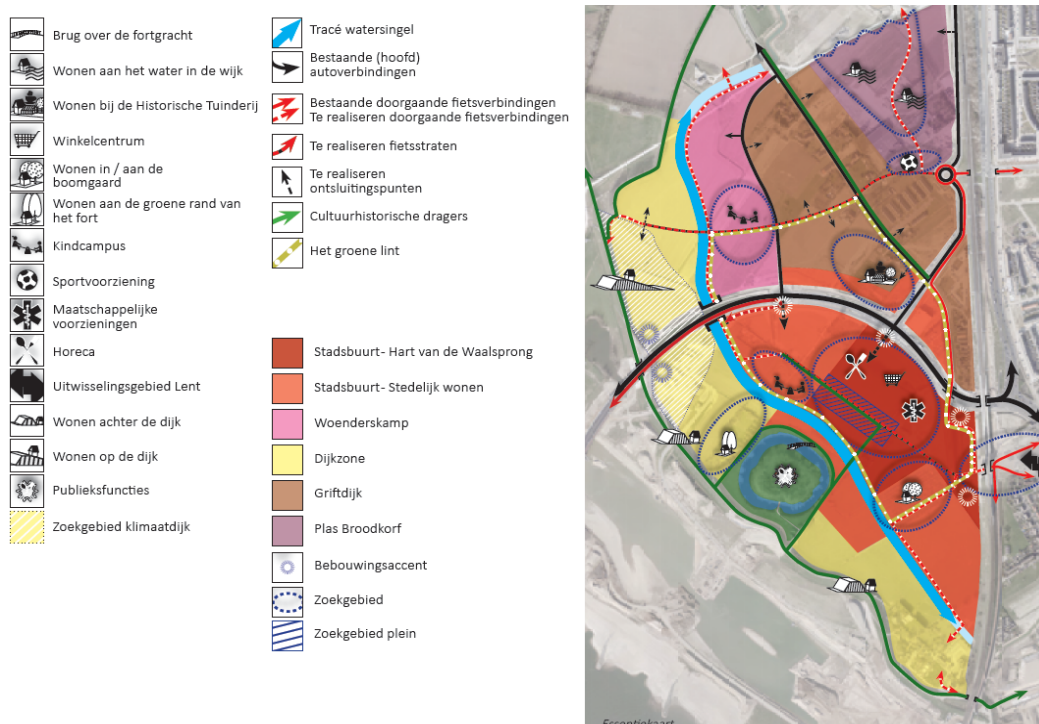 Brug over de fortgracht
Wonen aan het water in de wijk
Wonen bij de Historische Tuinderij
Winkelcentrum
Wonen in / aan de
boomgaard
Wonen aan de groene rand van
het fort
Kindcampus
Sportvoorziening
Maatschappelijke
voorzieningen
Horeca
Uitwisselingsgebied Lent
Wonen achter de dijk
Wonen op de dijk
Publieksfuncties
Zoekgebied klimaatdijk
Tracé watersingel
Bestaande (hoofd)
autoverbindingen
Bestaande doorgaande fietsverbindingen
Te realiseren doorgaande fietsverbindingen
Te realiseren fietsstraten
Te realiseren
ontsluitingspunten
Cultuurhistorische dragers
Het groene lint
Stadsbuurt- Hart van de Waalsprong
Stadsbuurt- Stedelijk wonen
Woenderskamp
Dijkzone
Griftdijk
Plas Broodkorf
Bebouwingsaccent
Zoekgebied
Zoekgebied plein
Essentiekaart